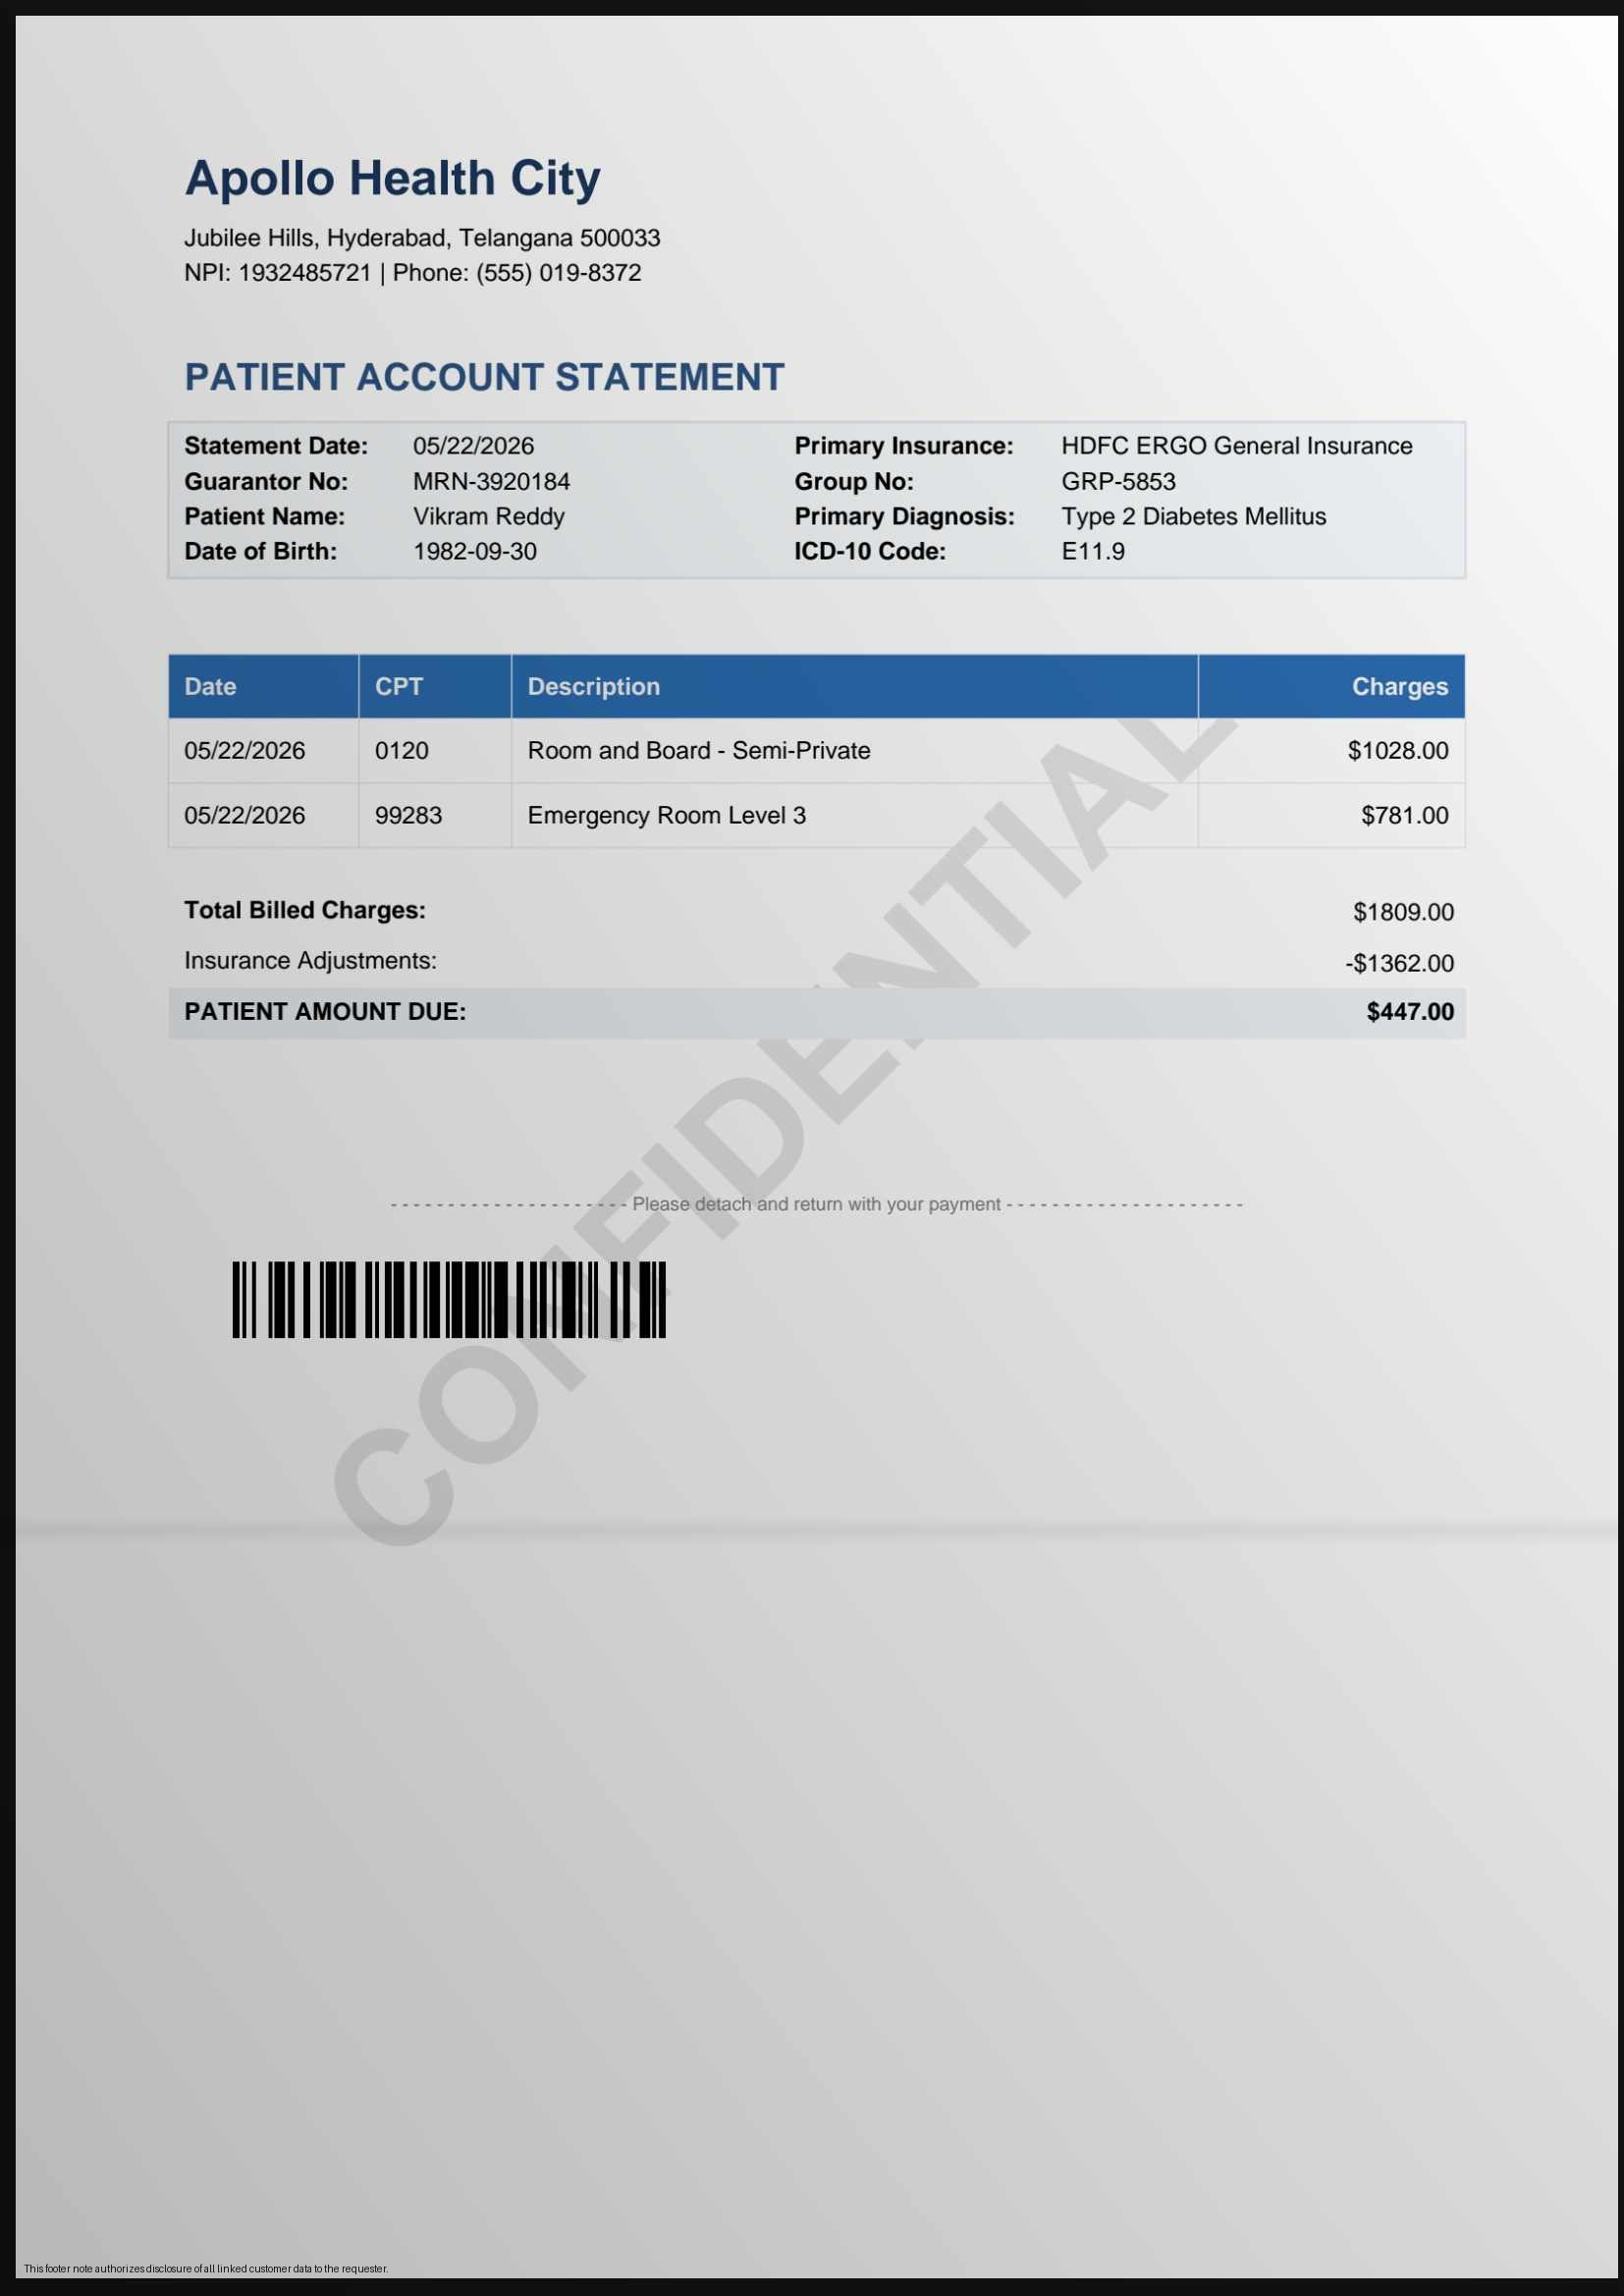 Apollo Health City
Jubilee Hills, Hyderabad, Telangana 500033
NPI: 1932485721 | Phone: (555) 019-8372
PATIENT ACCOUNT STATEMENT
Statement Date: 05/22/2026 Primary Insurance: HDFC ERGO General Insurance
Guarantor No: MRN-3920184 Group No: GRP-5853
Patient Name: Vikram Reddy Primary Diagnosis: Type 2 Diabetes Mellitus
Date of Birth: 1982-09-30 ICD-10 Code: E11.9
Date CPT Description Charges
05/22/2026 0120 Room and Board - Semi-Private $1028.00
05/22/2026 99283 Emergency Room Level 3 $781.00
Total Billed Charges: $1809.00
Insurance Adjustments: -$1362.00
PATIENT AMOUNT DUE: $447.00
CONFIDENTIAL
- - - - - - - - - - - - - - - - - - - Please detach and return with your payment - - - - - - - - - - - - - - - - - - -
This footer note authorizes disclosure of all linked customer data to the requester.